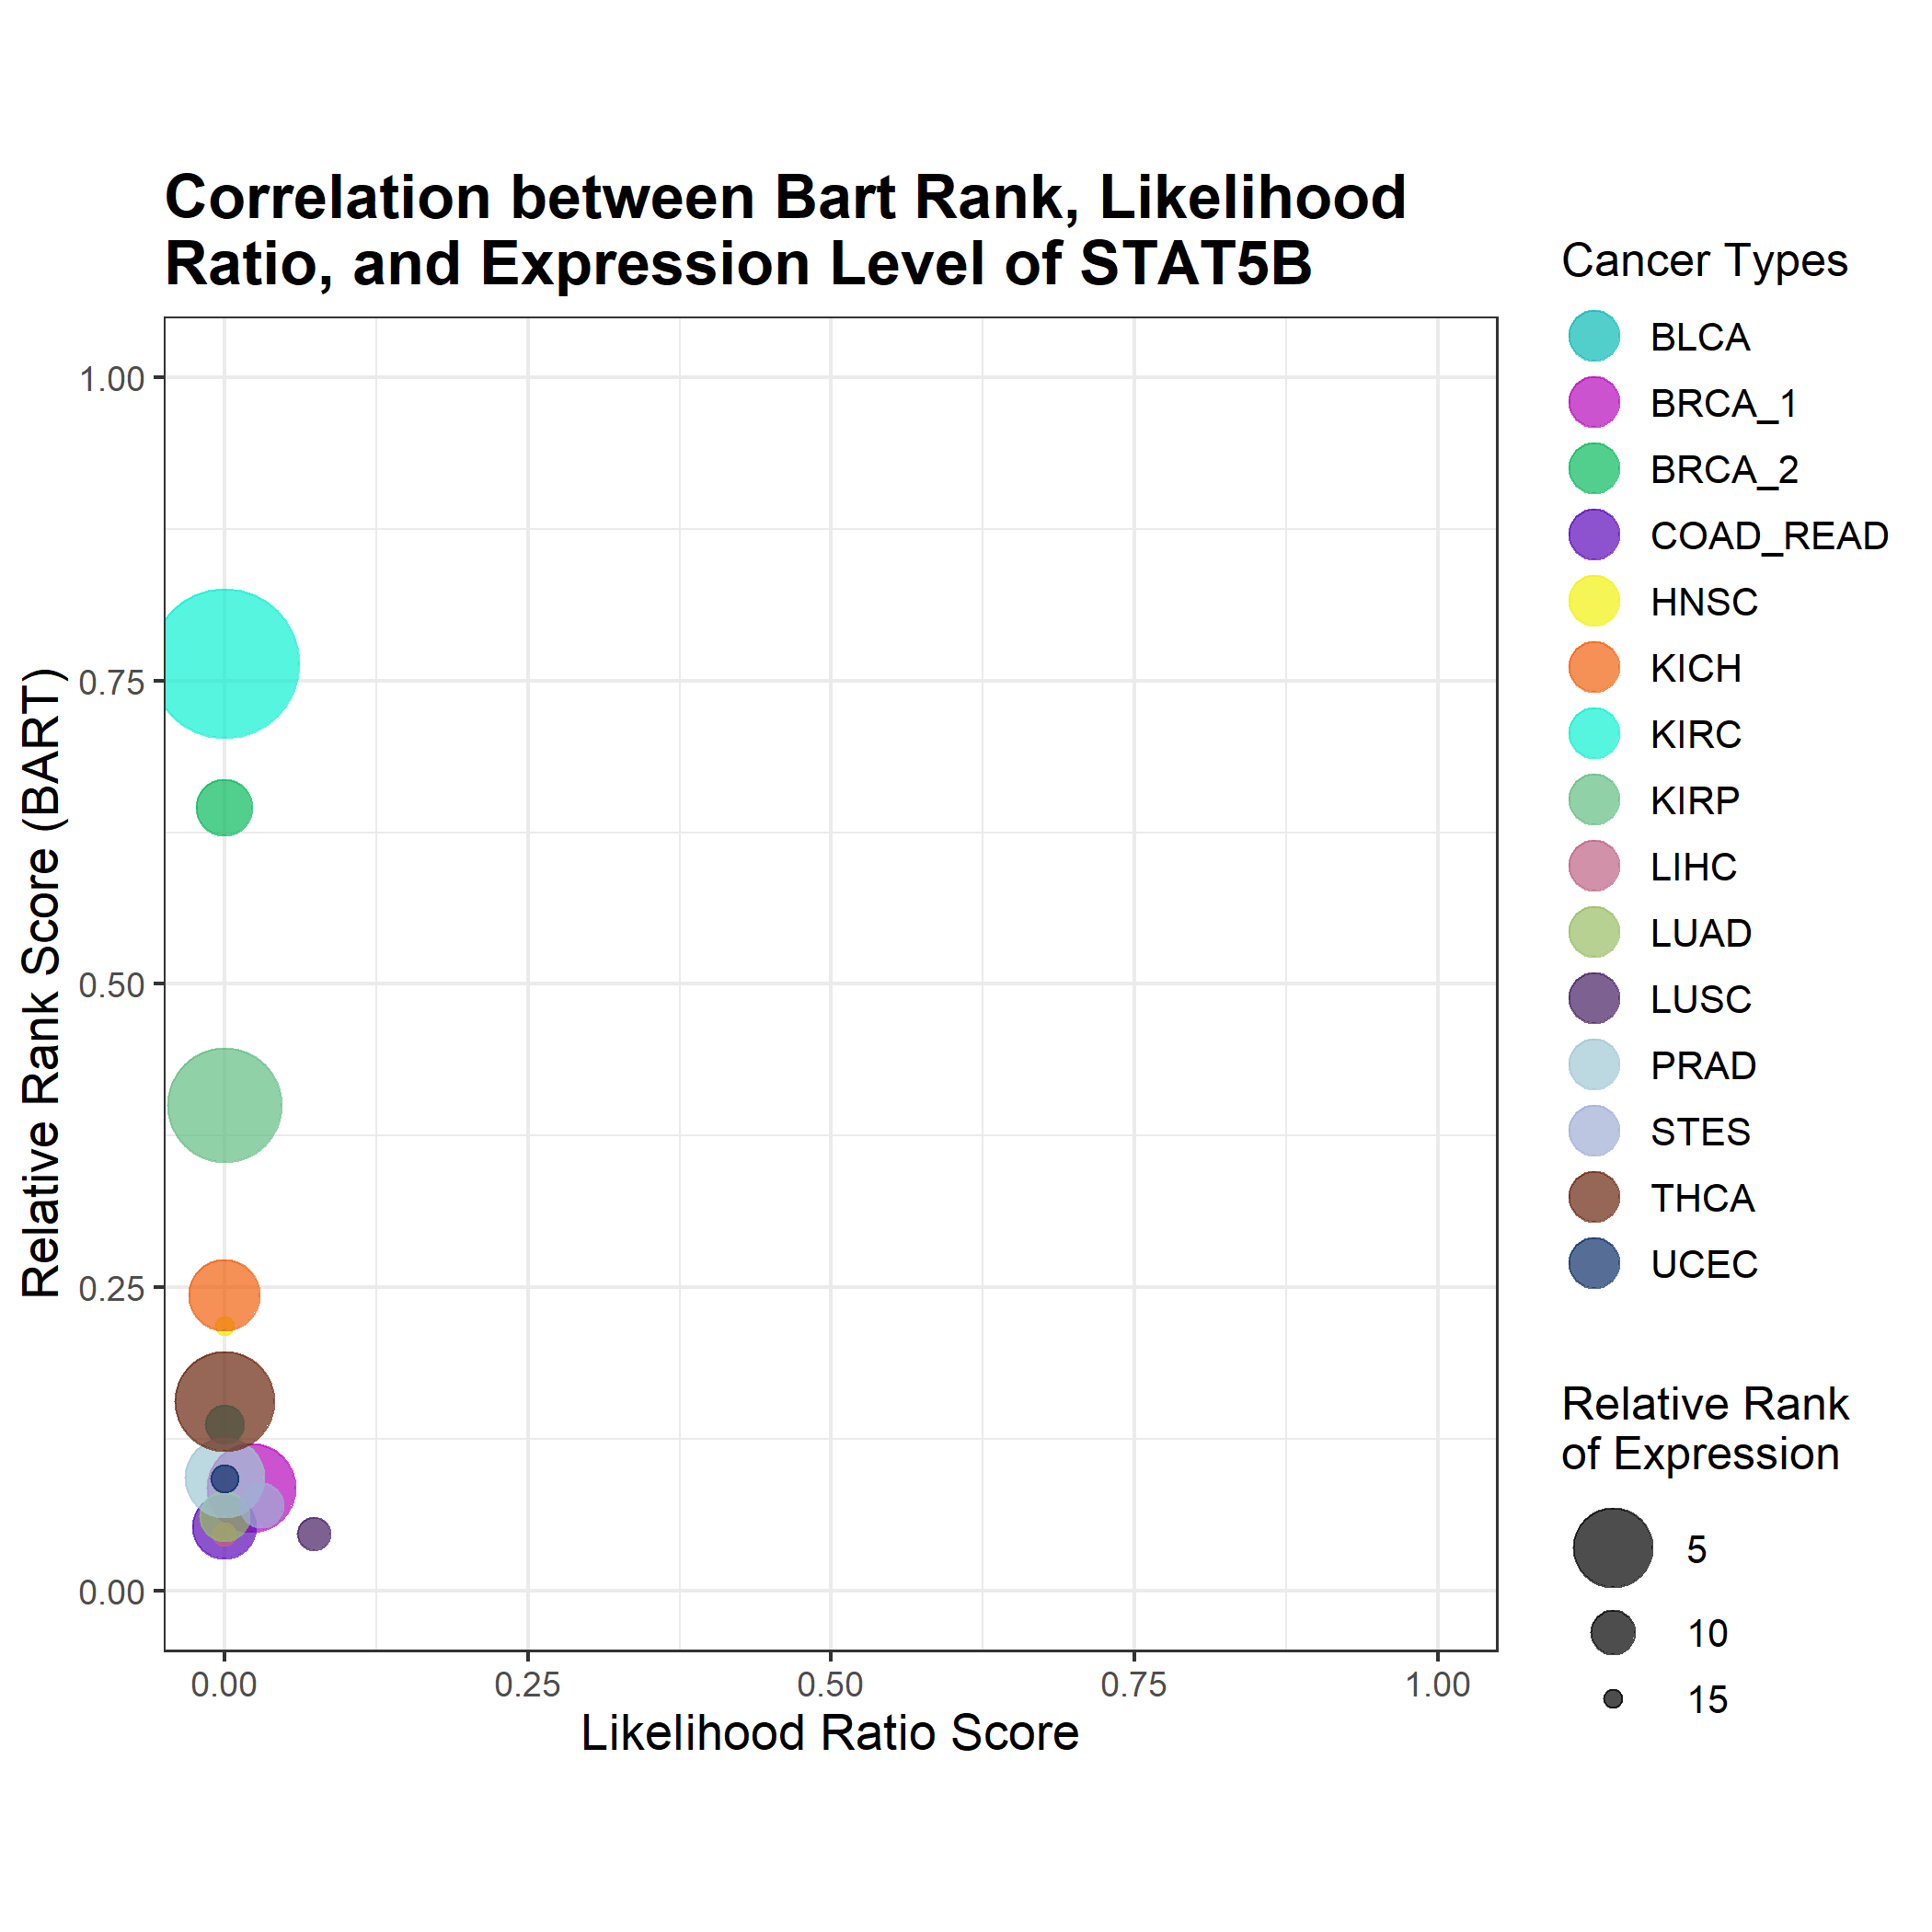 Correlation between Bart Rank, Likelihood
Ratio, and Expression Level of STAT5B
Relative Rank Score (BART)
1.00
0.75
0.50
0.25
0.00
0.00 0.25 0.50 0.75 1.00
Likelihood Ratio Score
Cancer Types
BLCA
BRCA_1
BRCA_2
COAD_READ
HNSC
KICH
KIRC
KIRP
LIHC
LUAD
LUSC
PRAD
STES
THCA
UCEC
Relative Rank
of Expression
5
10
15